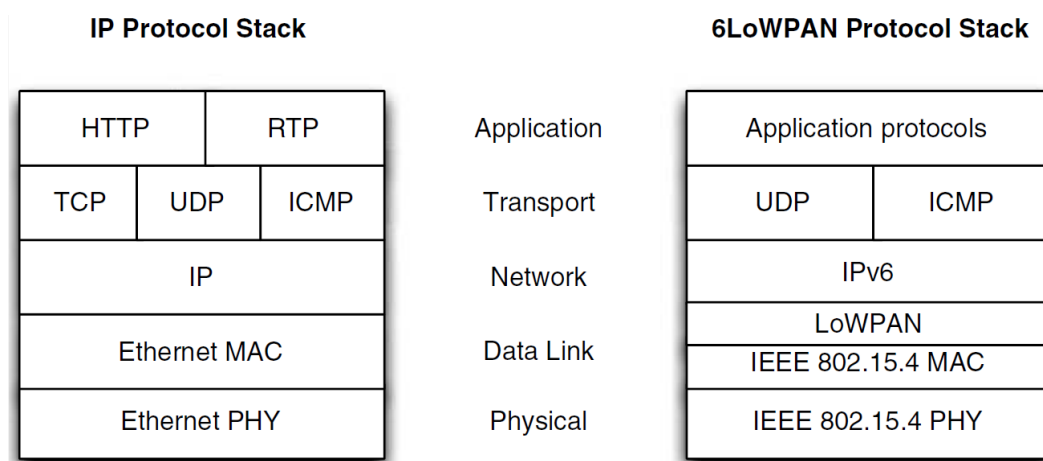 IP Protocol Stack 6LoWPAN Protocol Stack
HTTP RTP Application Application protocols
TCP UDP ICMP Transport UDP ICMP
IP Network IPv6
LoWPAN
Ethernet MAC Data Link IEEE 802.15.4 MAC
Ethernet PHY Physical IEEE 802.15.4 PHY